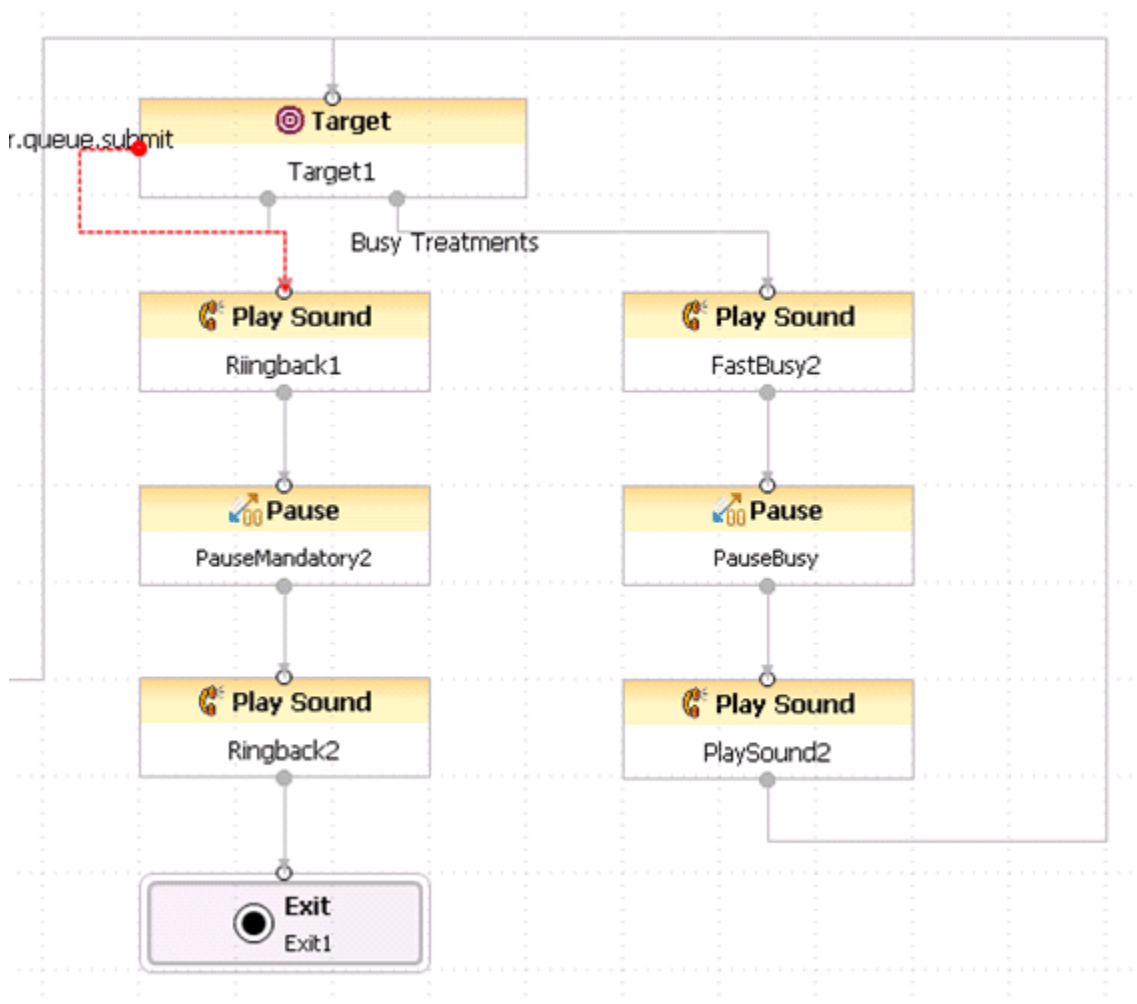 Target
r.queue.submit
Target1
Busy Treatments
Play Sound
Play Sound
Riingback1
FastBusy2
Pause
Pause
PauseMandatory2
PauseBusy
Play Sound
Play Sound
Ringback2
PlaySound2
Exit
Exit1